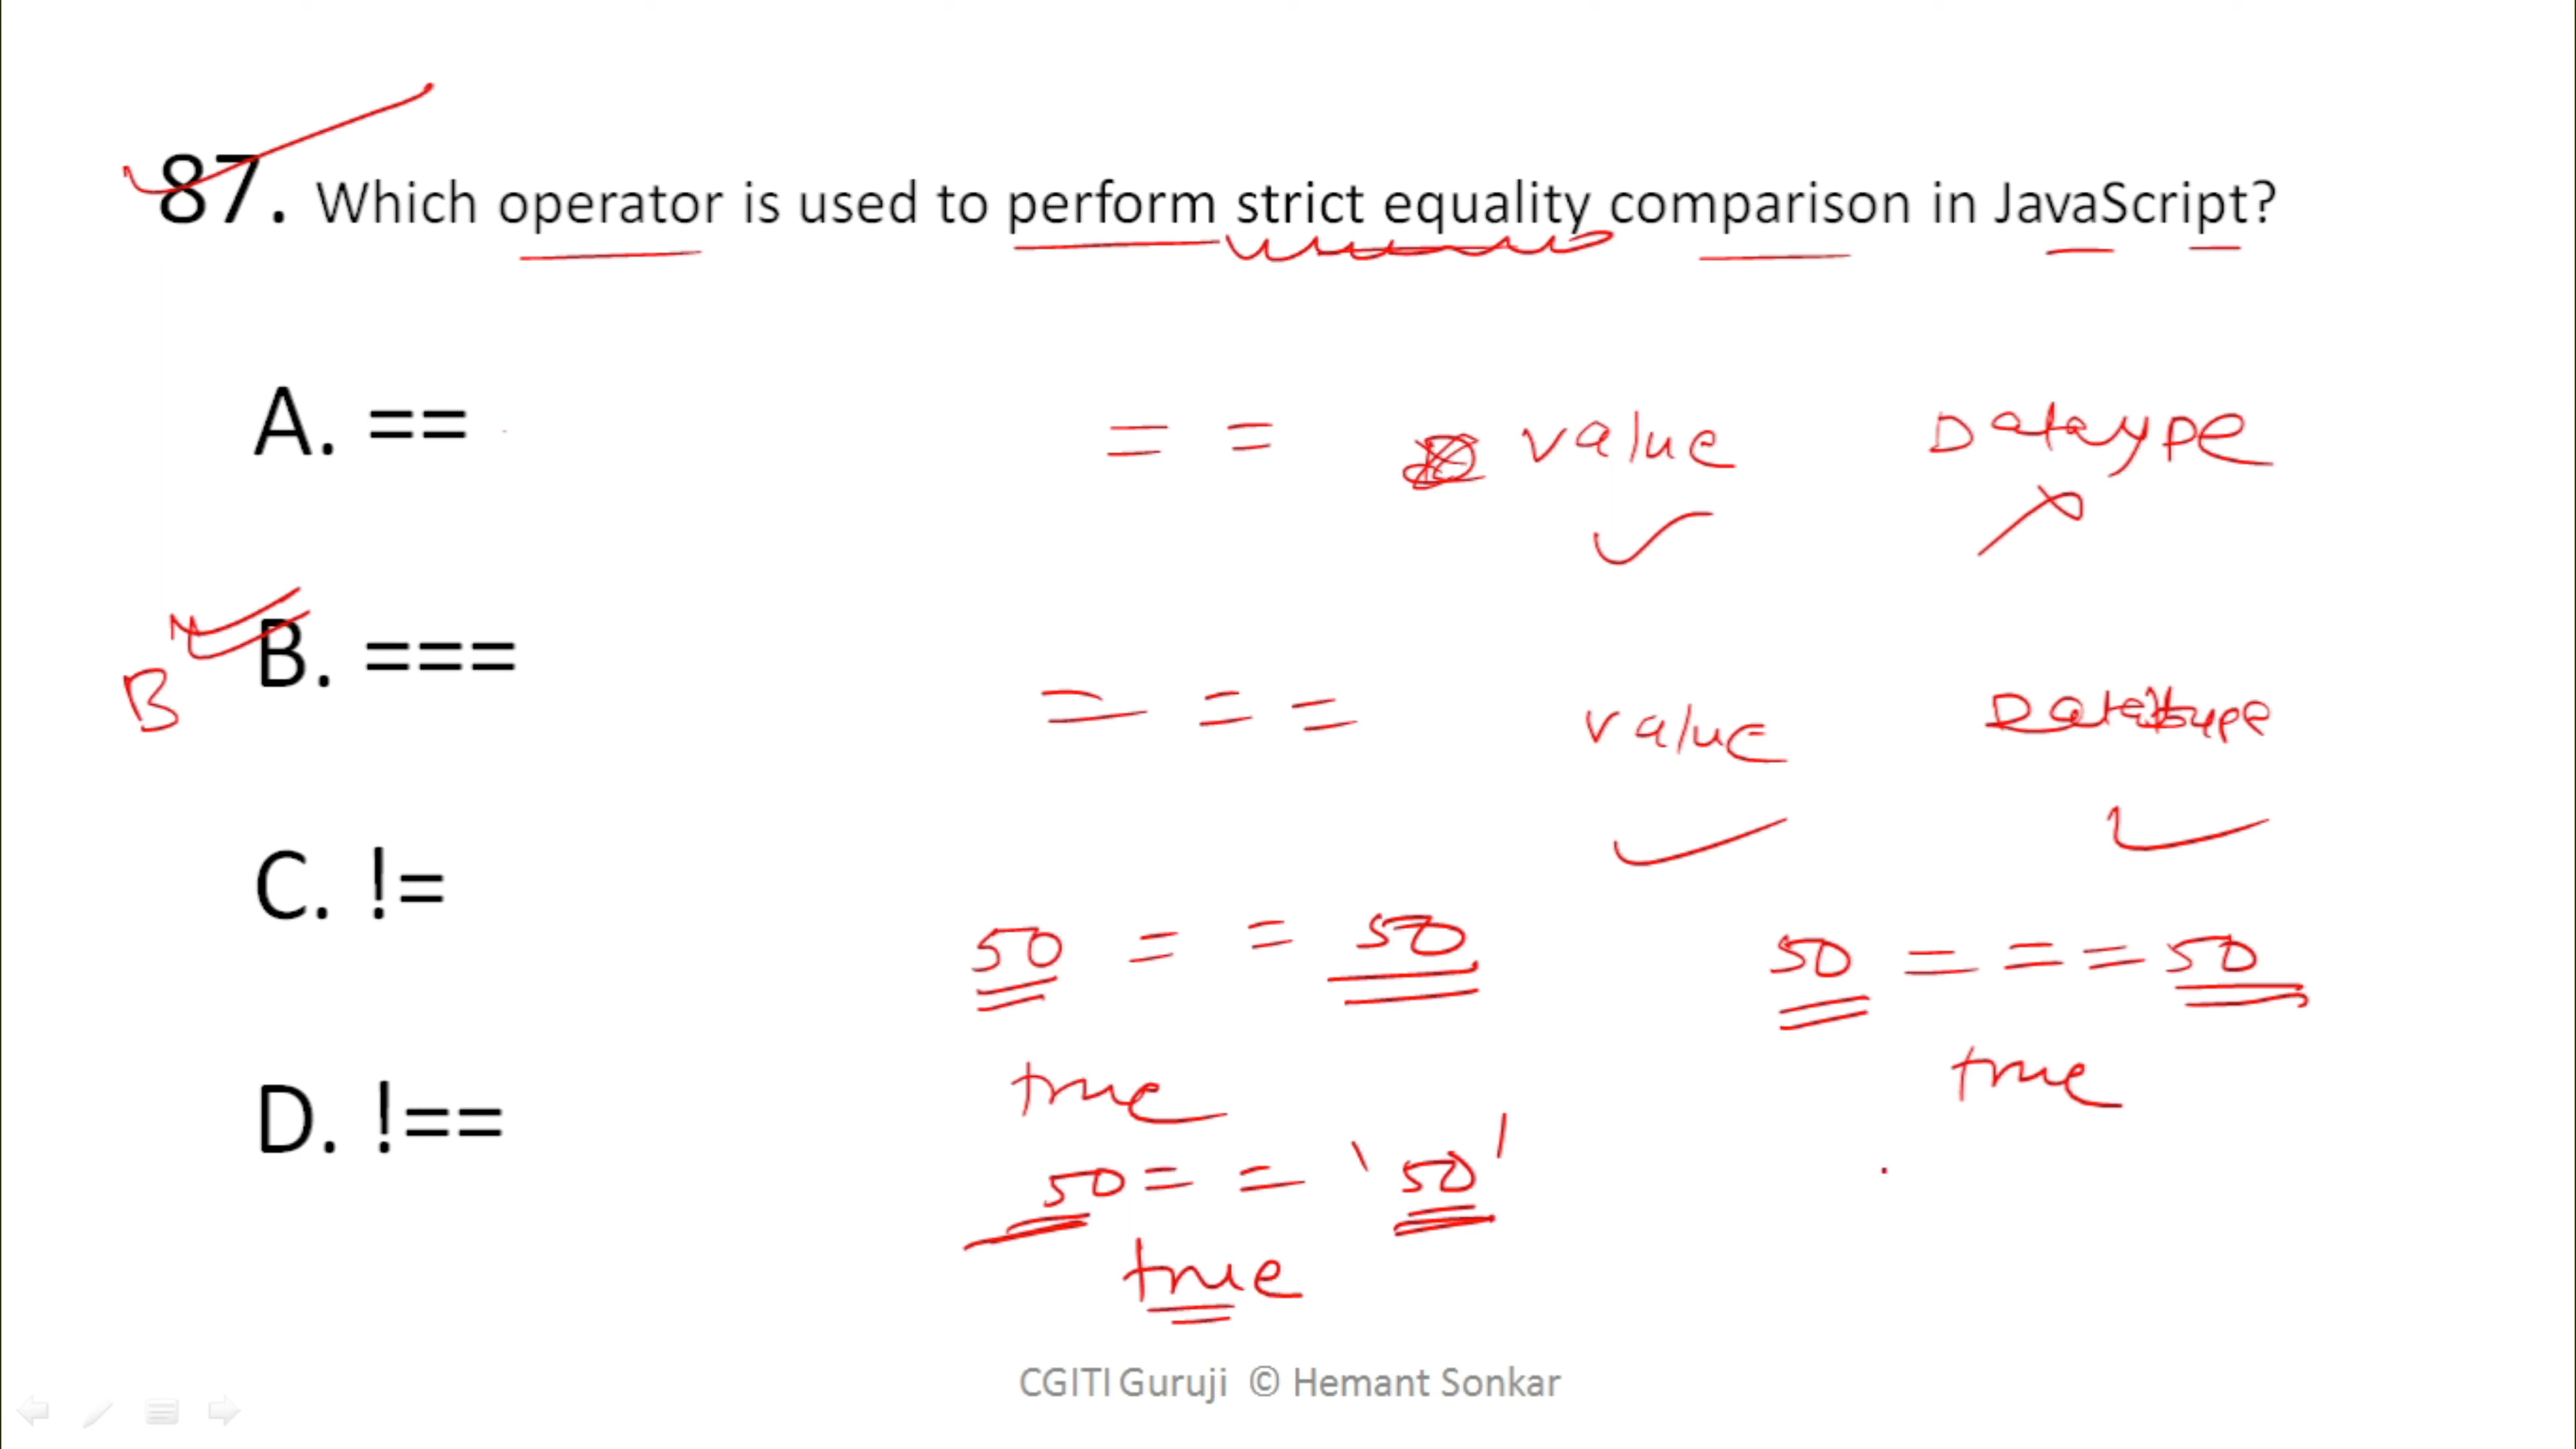 87. Which operator is used to perform strict equality comparison in JavaScript?
A. ==
== value Dataype
B. ===
B
=== value Datatype
C. !=
50 == 50 50 === 50
true true
D. !==
50 == '50'
true
CGITI Guruji © Hemant Sonkar